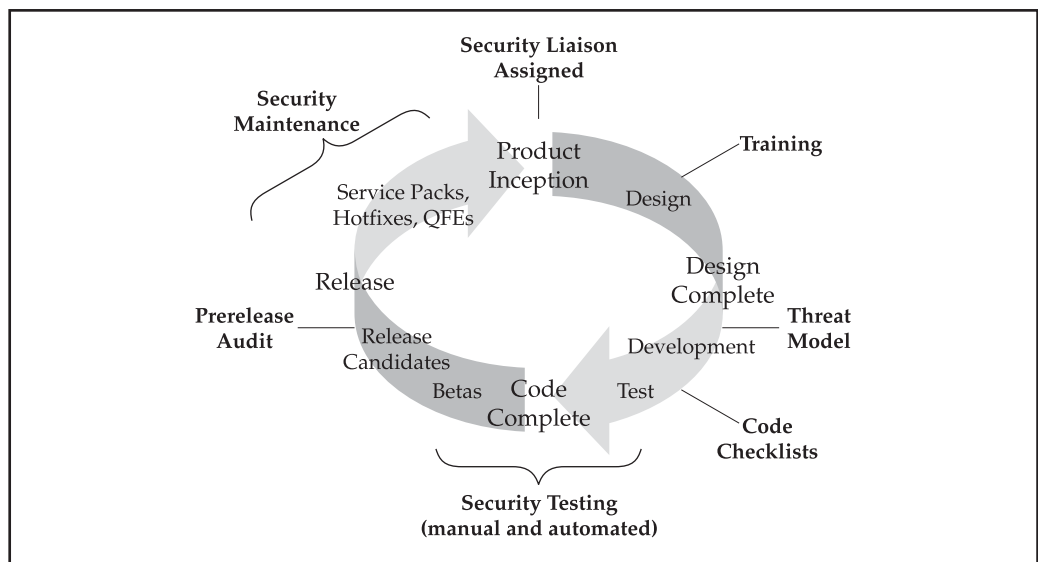 Security Liaison
Assigned
Security
Maintenance
Product
Inception
Training
Service Packs,
Hotfixes, QFEs
Design
Release
Design
Complete
Prerelease
Audit
Threat
Model
Release
Candidates
Development
Betas
Code
Complete
Test
Code
Checklists
Security Testing
(manual and automated)